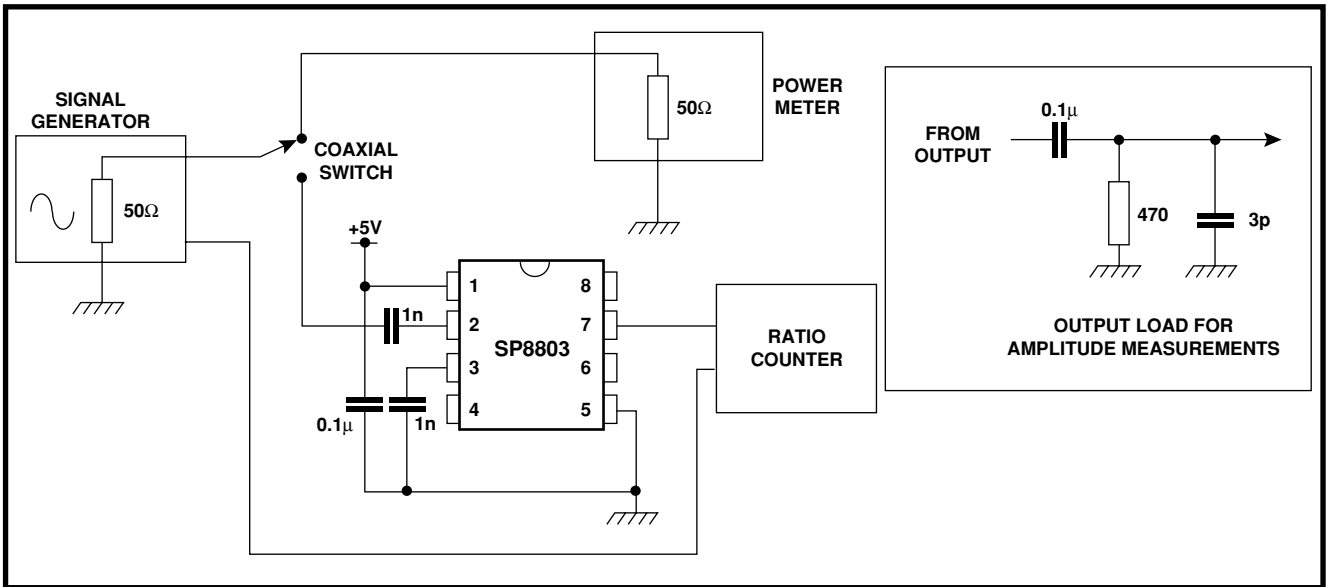 SIGNAL
GENERATOR
50Ω
COAXIAL
SWITCH
50Ω
POWER
METER
+5V
1n
0.1µ
1n
1
2
3
4
8
7
6
5
SP8803
RATIO
COUNTER
FROM
OUTPUT
0.1µ
470
3p
OUTPUT LOAD FOR
AMPLITUDE MEASUREMENTS